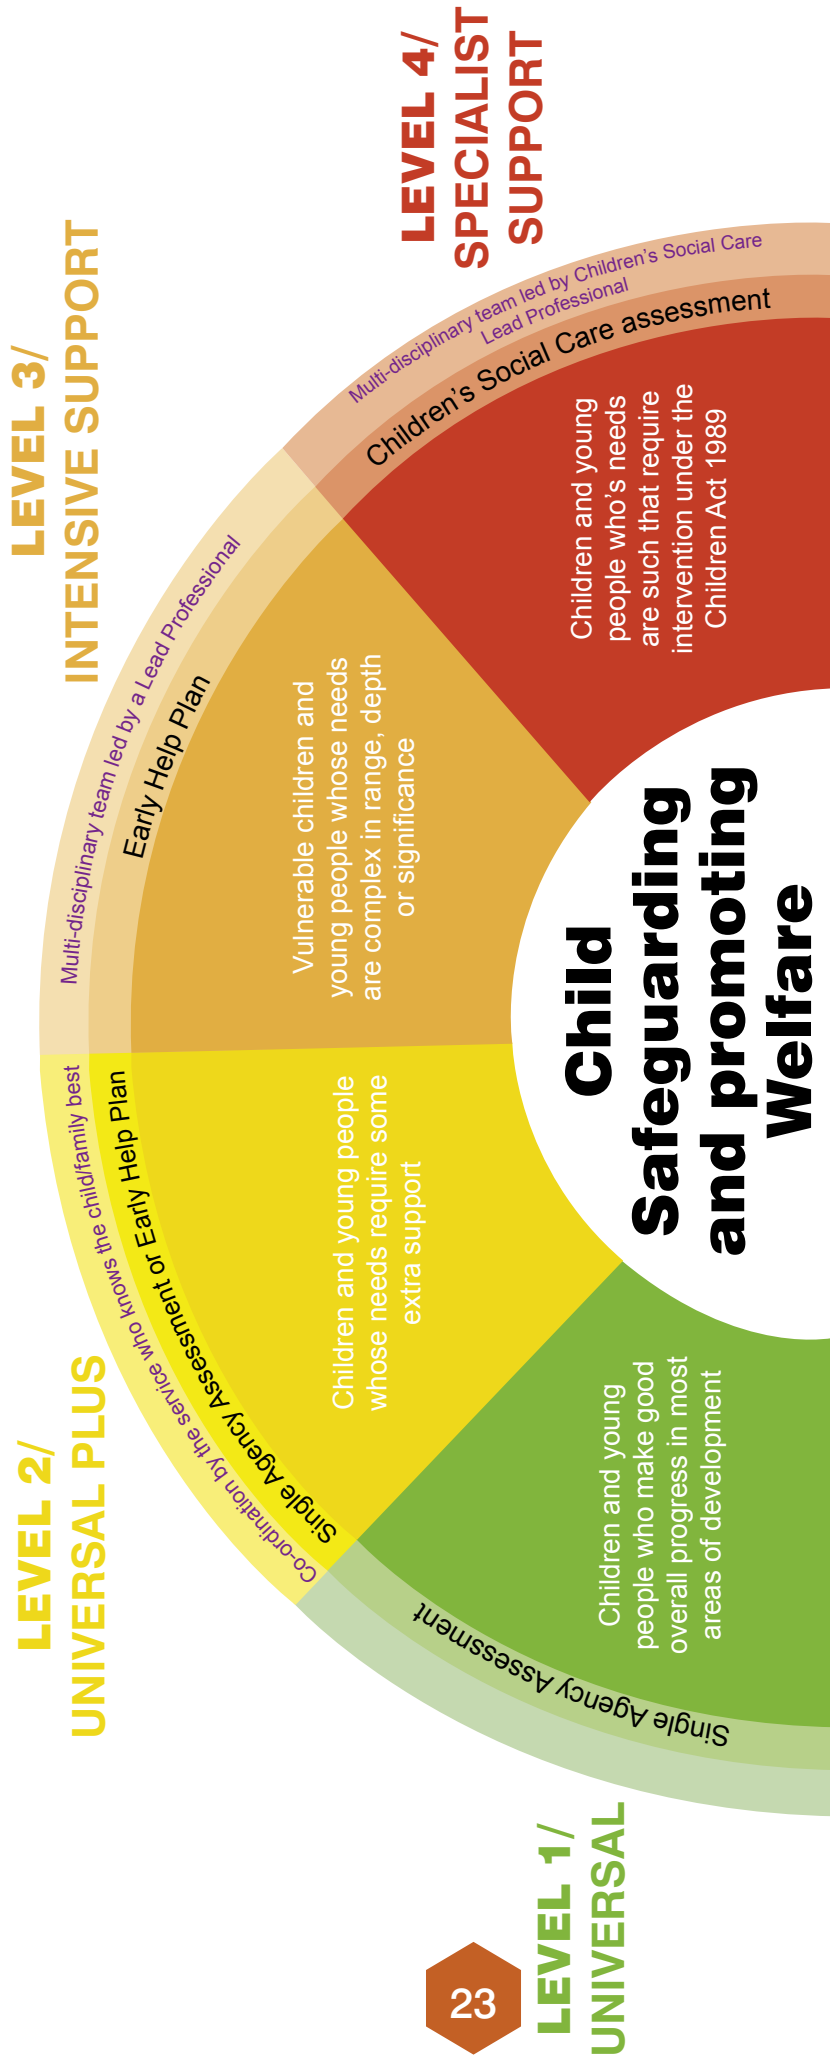 LEVEL 1/
UNIVERSAL
Single Agency Assessment
Children and young
people who make good
overall progress in most
areas of development
LEVEL 2/
UNIVERSAL PLUS
Co-ordination by the service who knows the child/family best
Single Agency Assessment or Early Help Plan
Children and young people
whose needs require some
extra support
LEVEL 3/
INTENSIVE SUPPORT
Multi-disciplinary team led by a Lead Professional
Early Help Plan
Vulnerable children and
young people whose needs
are complex in range, depth
or significance
LEVEL 4/
SPECIALIST
SUPPORT
Multi-disciplinary team led by Children's Social Care
Lead Professional
Children's Social Care assessment
Children and young
people who's needs
are such that require
intervention under the
Children Act 1989
Child
Safeguarding
and promoting
Welfare
23